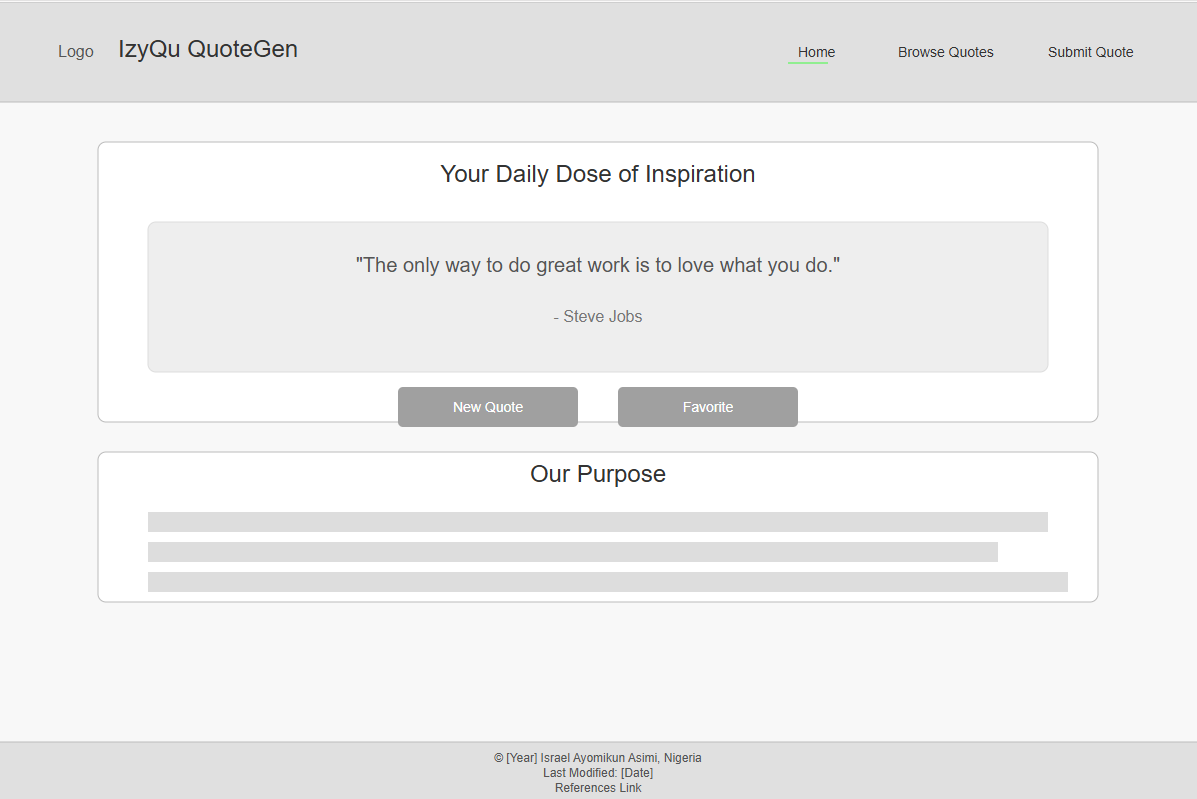 Logo IzyQu QuoteGen Home Browse Quotes Submit Quote
Your Daily Dose of Inspiration
"The only way to do great work is to love what you do."
- Steve Jobs
New Quote Favorite
Our Purpose
© [Year] Israel Ayomikun Asimi, Nigeria
Last Modified: [Date]
References Link